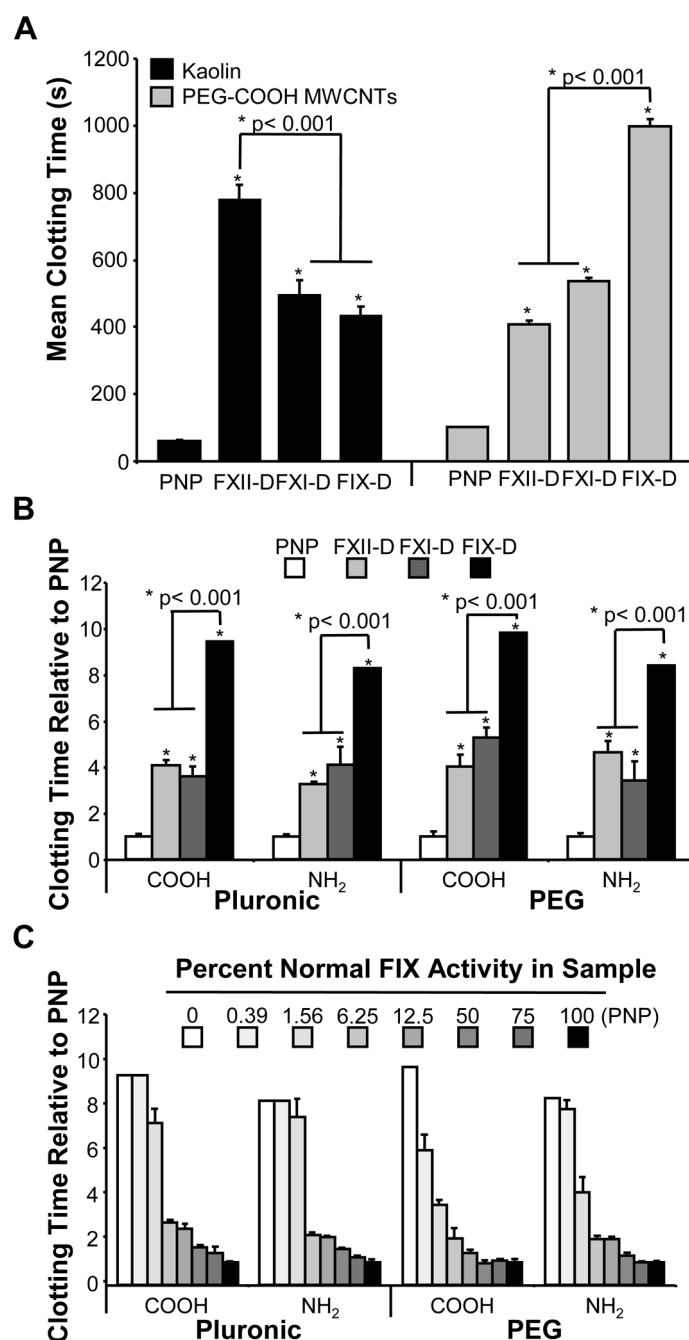 A
Mean Clotting Time (s)
1200
1000
800
600
400
200
0
Kaolin
PEG-COOH MWCNTs
* p< 0.001
* p< 0.001
* * * * * *
PNP FXII-D FXI-D FIX-D PNP FXII-D FXI-D FIX-D
B
Clotting Time Relative to PNP
PNP FXII-D FXI-D FIX-D
12
10
8
6
4
2
0
* p< 0.001
* p< 0.001
* p< 0.001
* p< 0.001
* * * * * * * * * * * *
COOH NH2 COOH NH2
Pluronic PEG
C
Percent Normal FIX Activity in Sample
0 0.39 1.56 6.25 12.5 50 75 100 (PNP)
Clotting Time Relative to PNP
12
10
8
6
4
2
0
COOH NH2 COOH NH2
Pluronic PEG